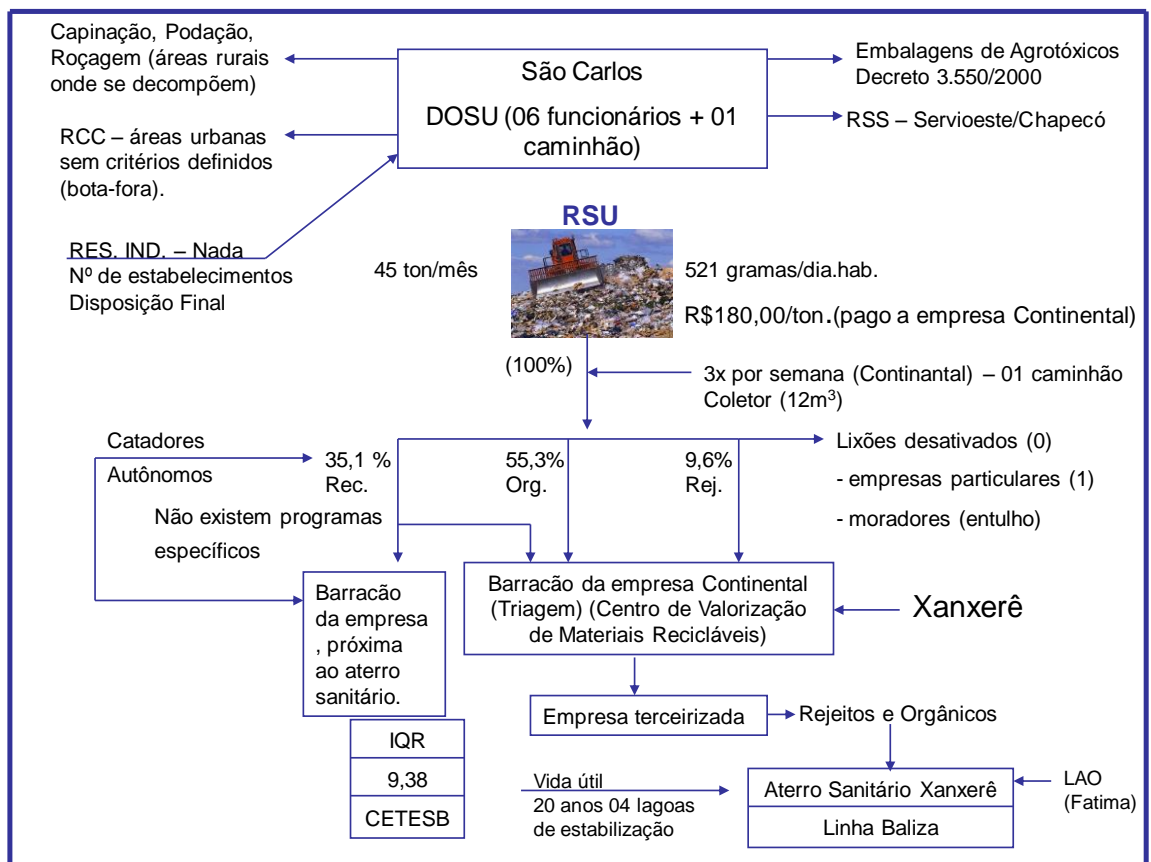 Capinação, Podação,
Roçagem (áreas rurais
onde se decompõem)
São Carlos
DOSU (06 funcionários + 01
caminhão)
Embalagens de Agrotóxicos
Decreto 3.550/2000
RSS – Servioeste/Chapecó
RCC – áreas urbanas
sem critérios definidos
(bota-fora).
RES. IND. – Nada
Nº de estabelecimentos
Disposição Final
RSU
45 ton/mês
521 gramas/dia.hab.
R$180,00/ton.(pago a empresa Continental)
(100%)
3x por semana (Continantal) – 01 caminhão
Coletor (12m³)
Catadores
Autônomos
35,1 %
Rec.
55,3%
Org.
9,6%
Rej.
Lixões desativados (0)
- empresas particulares (1)
- moradores (entulho)
Não existem programas
específicos
Barracão
da empresa
, próxima
ao aterro
sanitário.
Barracão da empresa Continental
(Triagem) (Centro de Valorização
de Materiais Recicláveis)
Xanxerê
Empresa terceirizada
Rejeitos e Orgânicos
IQR
9,38
CETESB
Vida útil
20 anos 04 lagoas
de estabilização
Aterro Sanitário Xanxerê
Linha Baliza
LAO
(Fatima)